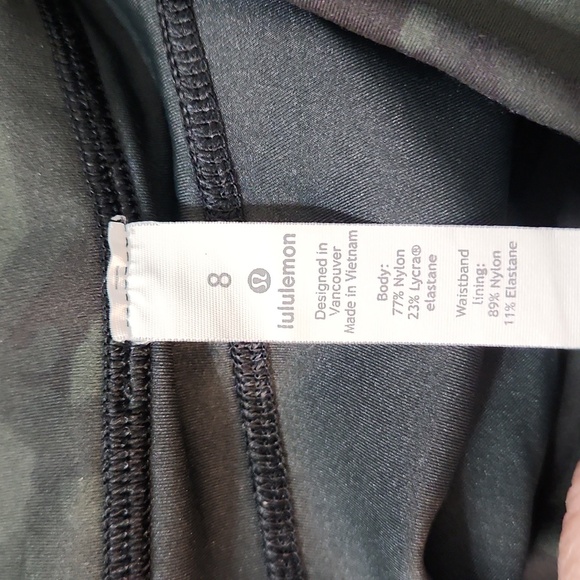 8
lululemon
Designed in
Vancouver
Made in Vietnam
Body:
77% Nylon
23% Lycra®
elastane
Waistband
lining:
89% Nylon
11% Elastane